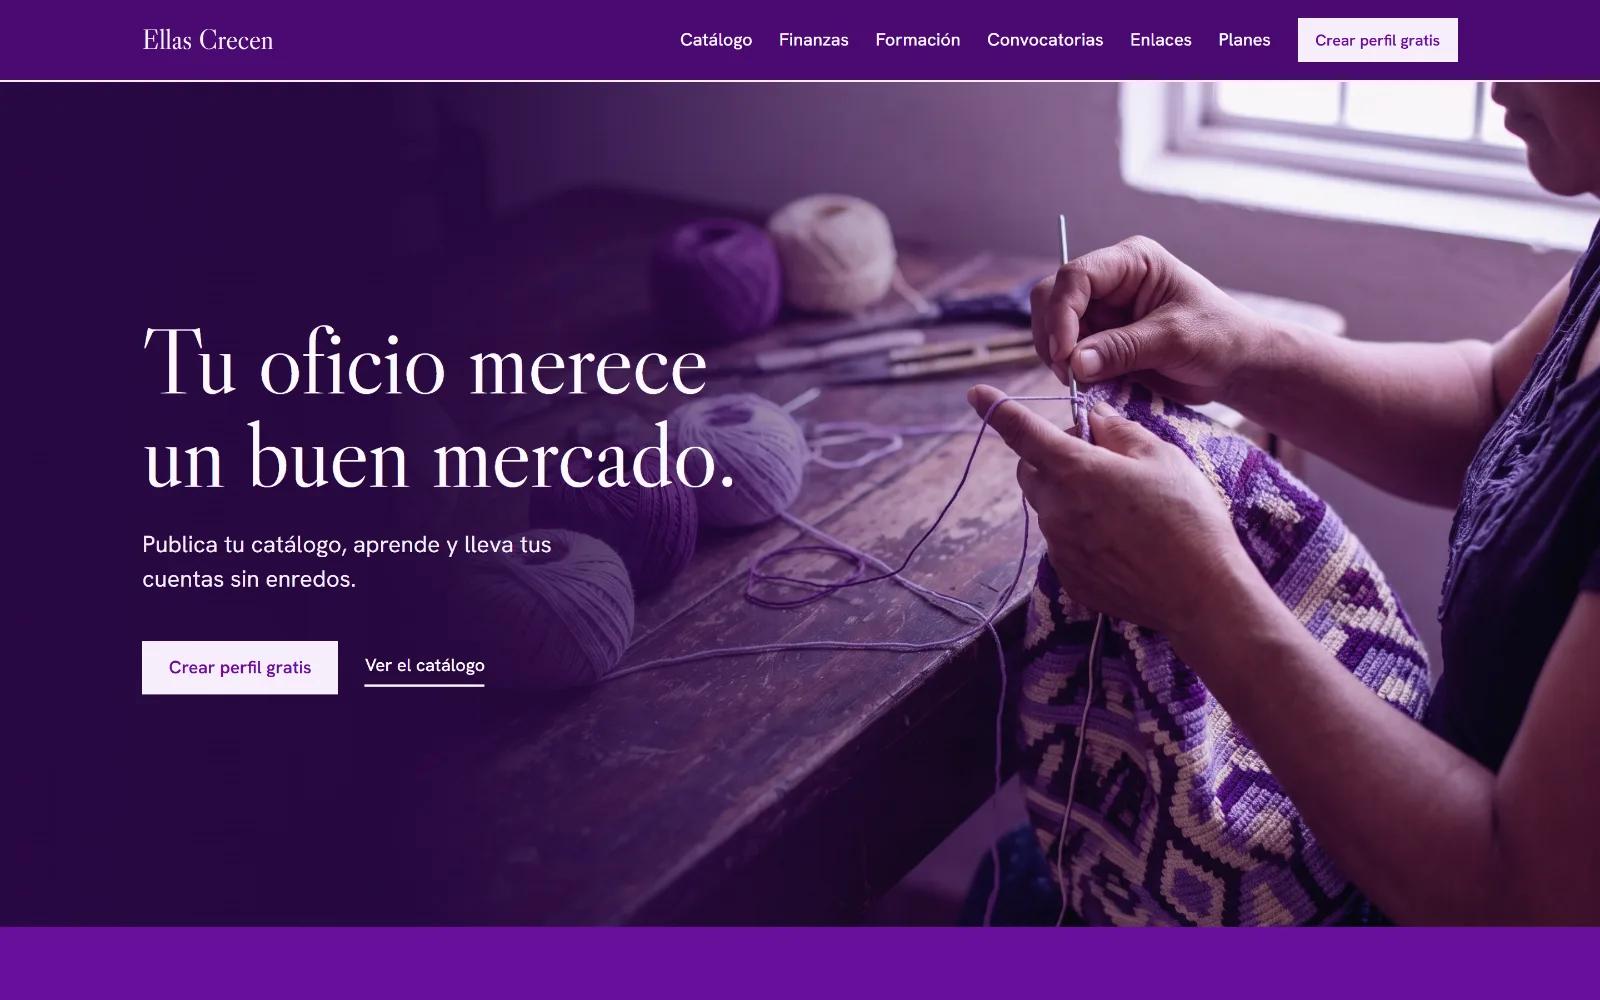 Ellas Crecen
Catálogo
Finanzas
Formación
Convocatorias
Enlaces
Planes
Crear perfil gratis
Tu oficio merece
un buen mercado.
Publica tu catálogo, aprende y lleva tus
cuentas sin enredos.
Crear perfil gratis
Ver el catálogo